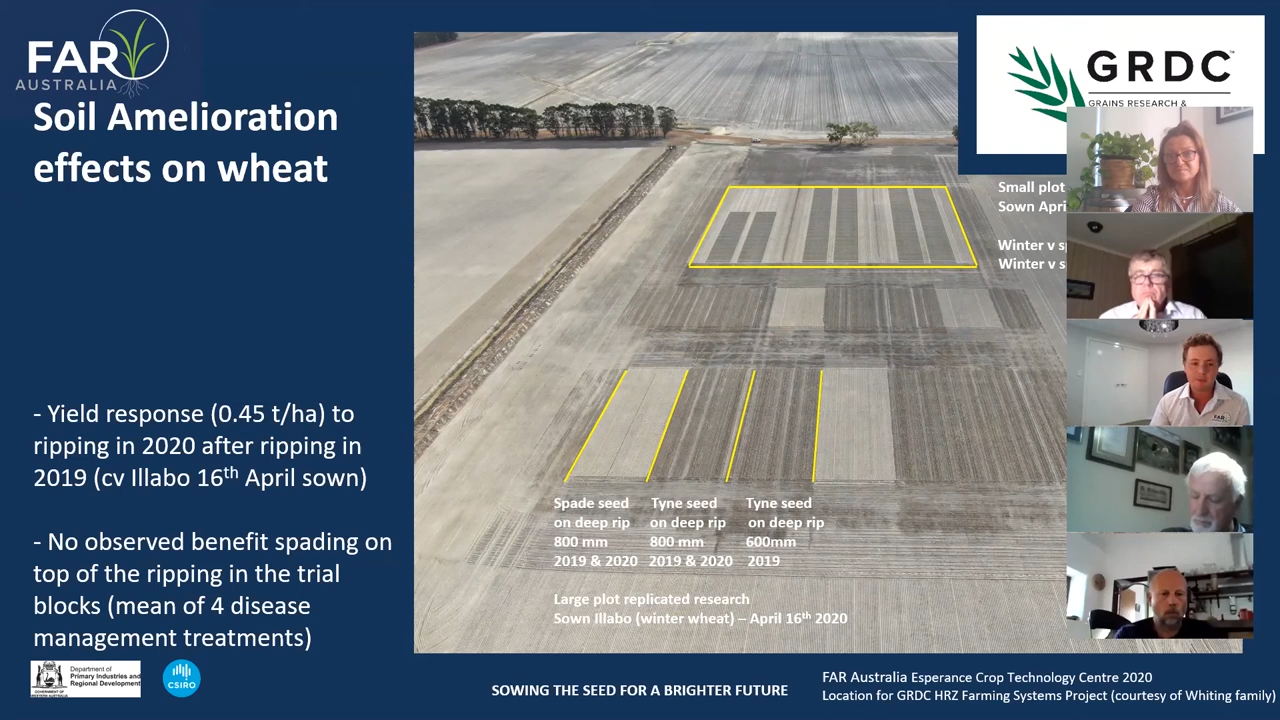 FAR
AUSTRALIA
Soil Amelioration
effects on wheat
- Yield response (0.45 t/ha) to
ripping in 2020 after ripping in
2019 (cv Illabo 16th April sown)
- No observed benefit spading on
top of the ripping in the trial
blocks (mean of 4 disease
management treatments)
GRDC™
GRAINS RESEARCH &
Small plot
Sown
Winter v
Winter v
Spade seed
on deep rip
800 mm
2019 & 2020
Tyne seed
on deep rip
800 mm
2019 & 2020
Tyne seed
on deep rip
600mm
2019
Large plot replicated research
Sown Illabo (winter wheat) – April 16th 2020
FAR
GOVERNMENT OF
WESTERN AUSTRALIA
Department of
Primary Industries and
Regional Development
CSIRO
SOWING THE SEED FOR A BRIGHTER FUTURE
FAR Australia Esperance Crop Technology Centre 2020
Location for GRDC HRZ Farming Systems Project (courtesy of Whiting family)